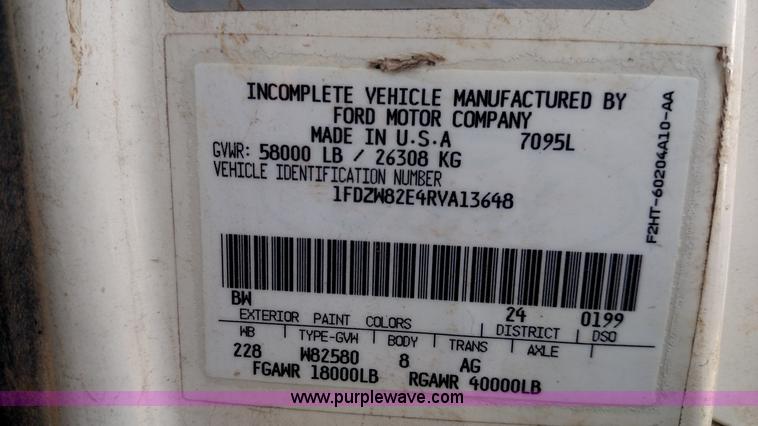 INCOMPLETE VEHICLE MANUFACTURED BY
FORD MOTOR COMPANY
MADE IN U.S.A 7095L
GVWR: 58000 LB / 26308 KG
VEHICLE IDENTIFICATION NUMBER
1FDZW82E4RVA13648
F2HT-60204A10-AA
BW 24 0199
EXTERIOR PAINT COLORS DISTRICT DSO
WB TYPE-GVW BODY TRANS AXLE
228 W82580 8 AG
FGAWR 18000LB RGAWR 40000LB
www.purplewave.com